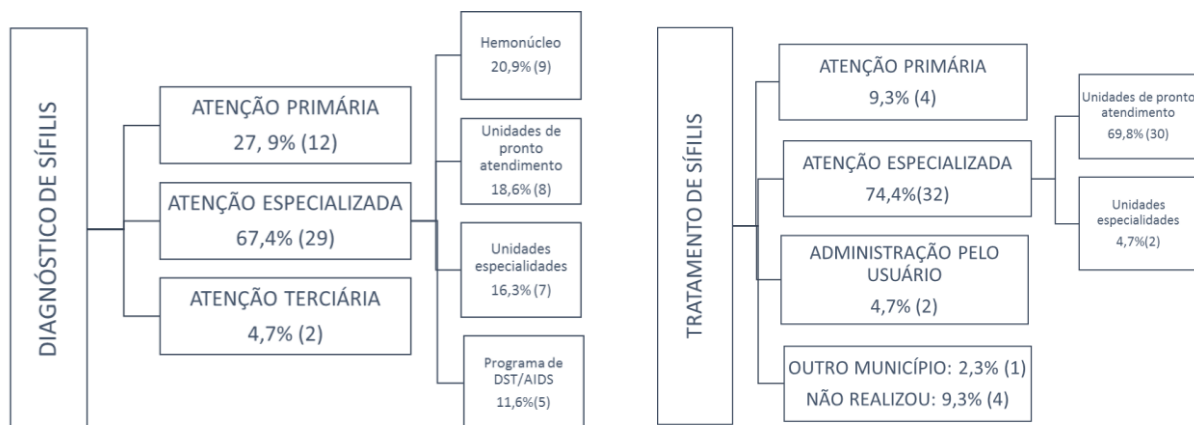 DIAGNÓSTICO DE SÍFILIS
ATENÇÃO PRIMÁRIA
27, 9% (12)
ATENÇÃO ESPECIALIZADA
67,4% (29)
ATENÇÃO TERCIÁRIA
4,7% (2)
Hemonúcleo
20,9% (9)
Unidades de
pronto
atendimento
18,6% (8)
Unidades
especialidades
16,3% (7)
Programa de
DST/AIDS
11,6%(5)
TRATAMENTO DE SÍFILIS
ATENÇÃO PRIMÁRIA
9,3% (4)
ATENÇÃO ESPECIALIZADA
74,4%(32)
ADMINISTRAÇÃO PELO
USUÁRIO
4,7% (2)
OUTRO MUNICÍPIO: 2,3% (1)
NÃO REALIZOU: 9,3% (4)
Unidades de pronto
atendimento
69,8% (30)
Unidades
especialidades
4,7%(2)